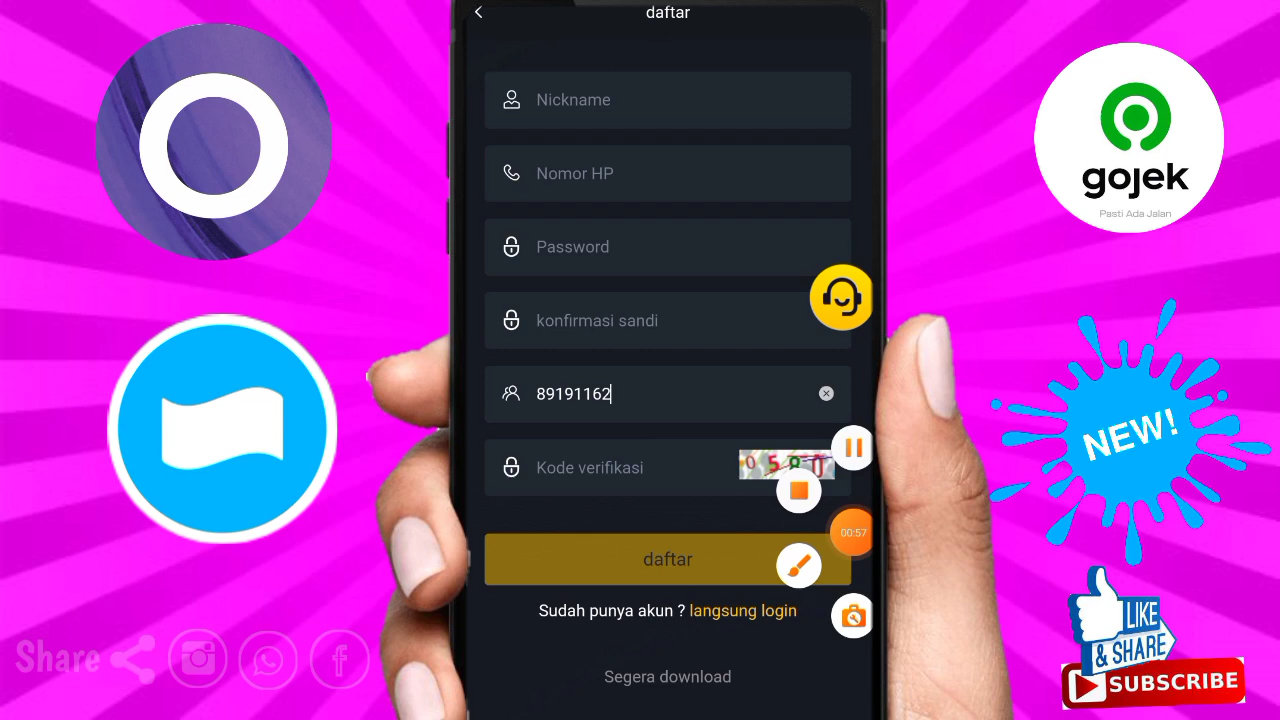 daftar
Nickname
Nomor HP
Password
konfirmasi sandi
89191162
Kode verifikasi
0580
00:57
daftar
Sudah punya akun ? langsung login
Segera download
gojek
Pasti Ada Jalan
NEW!
LIKE
& SHARE
SUBSCRIBE
Share